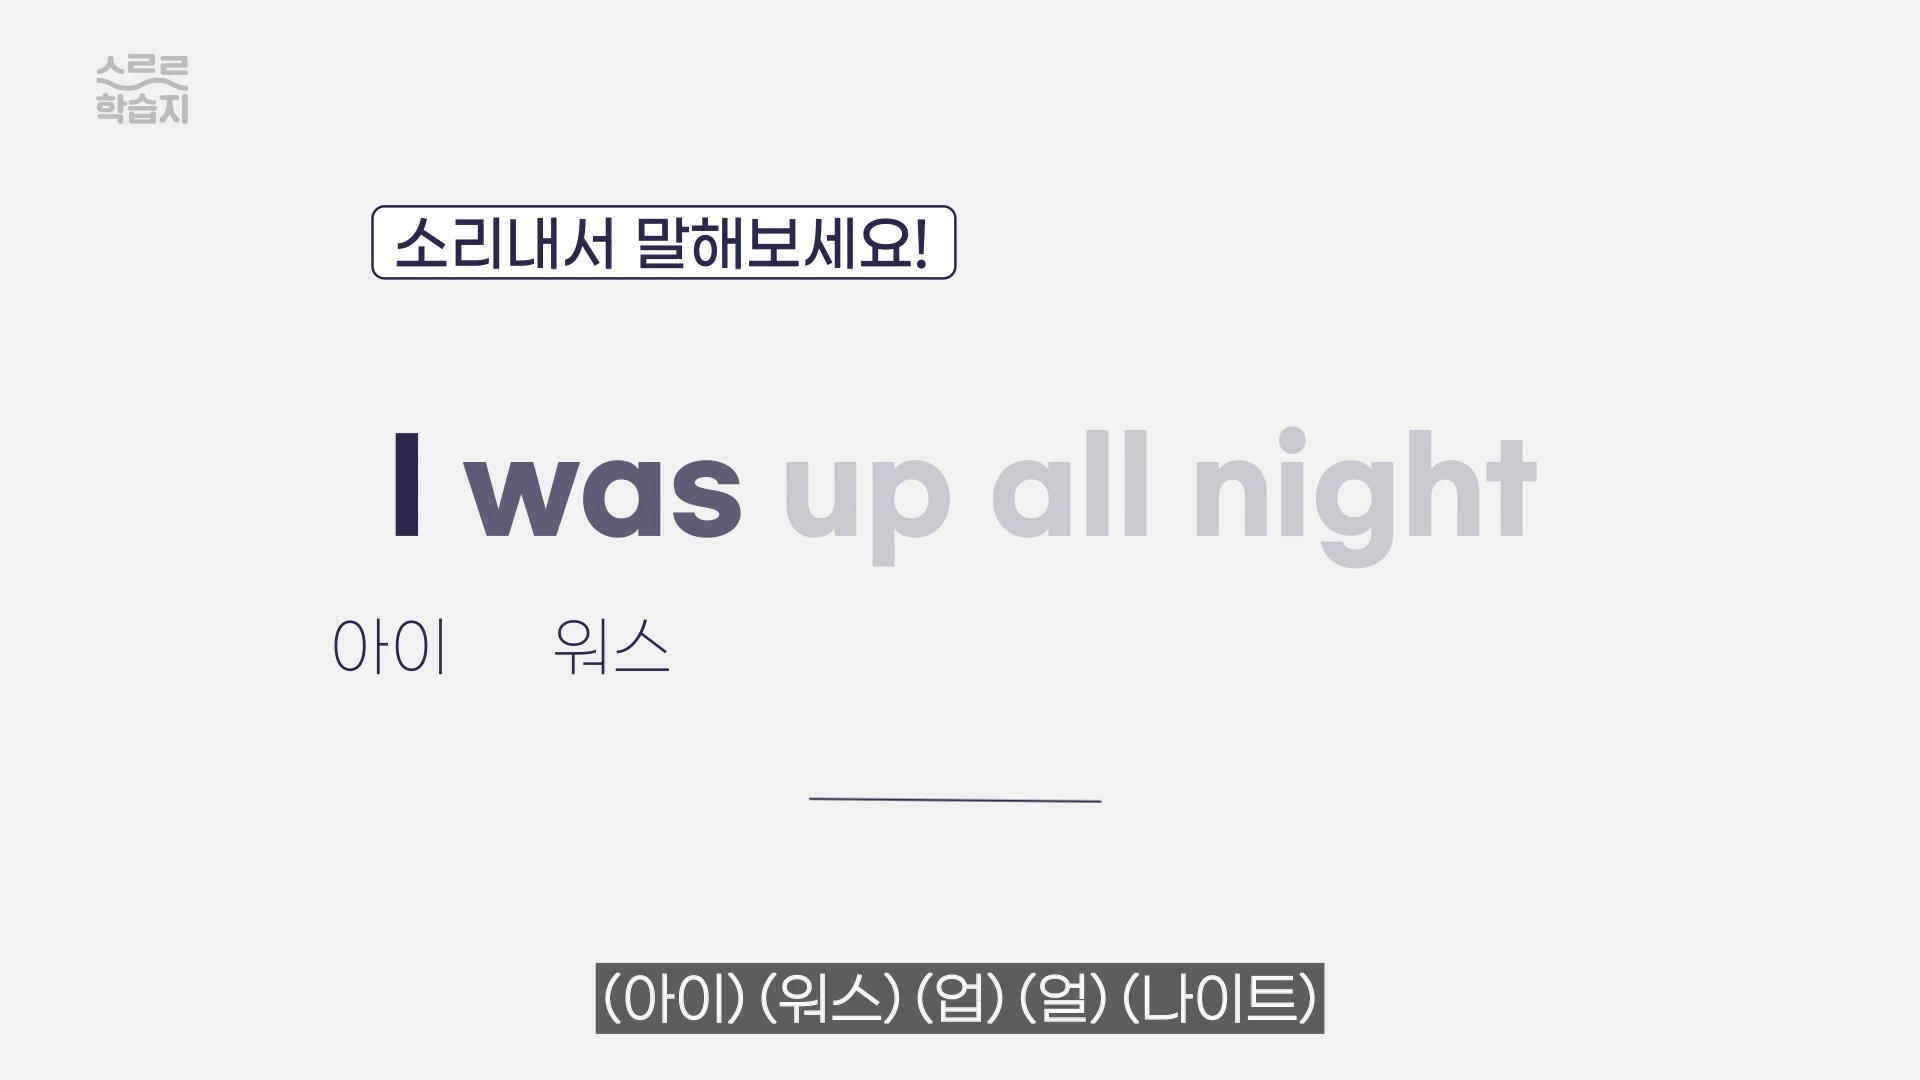 스르르
학습지
소리내서 말해보세요!
I was up all night
아이 워스
(아이) (워스) (업) (얼) (나이트)